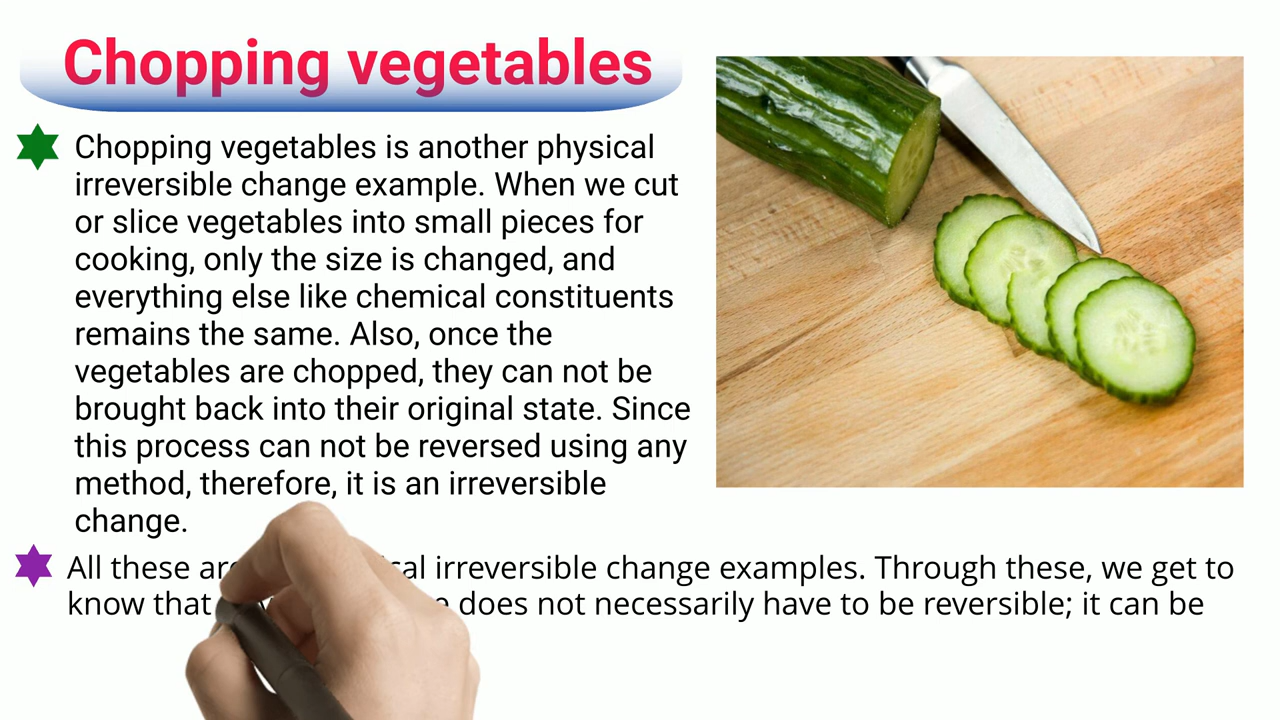 Chopping vegetables
Chopping vegetables is another physical
irreversible change example. When we cut
or slice vegetables into small pieces for
cooking, only the size is changed, and
everything else like chemical constituents
remains the same. Also, once the
vegetables are chopped, they can not be
brought back into their original state. Since
this process can not be reversed using any
method, therefore, it is an irreversible
change.
All these irreversible change examples. Through these, we get to
know that does not necessarily have to be reversible; it can be